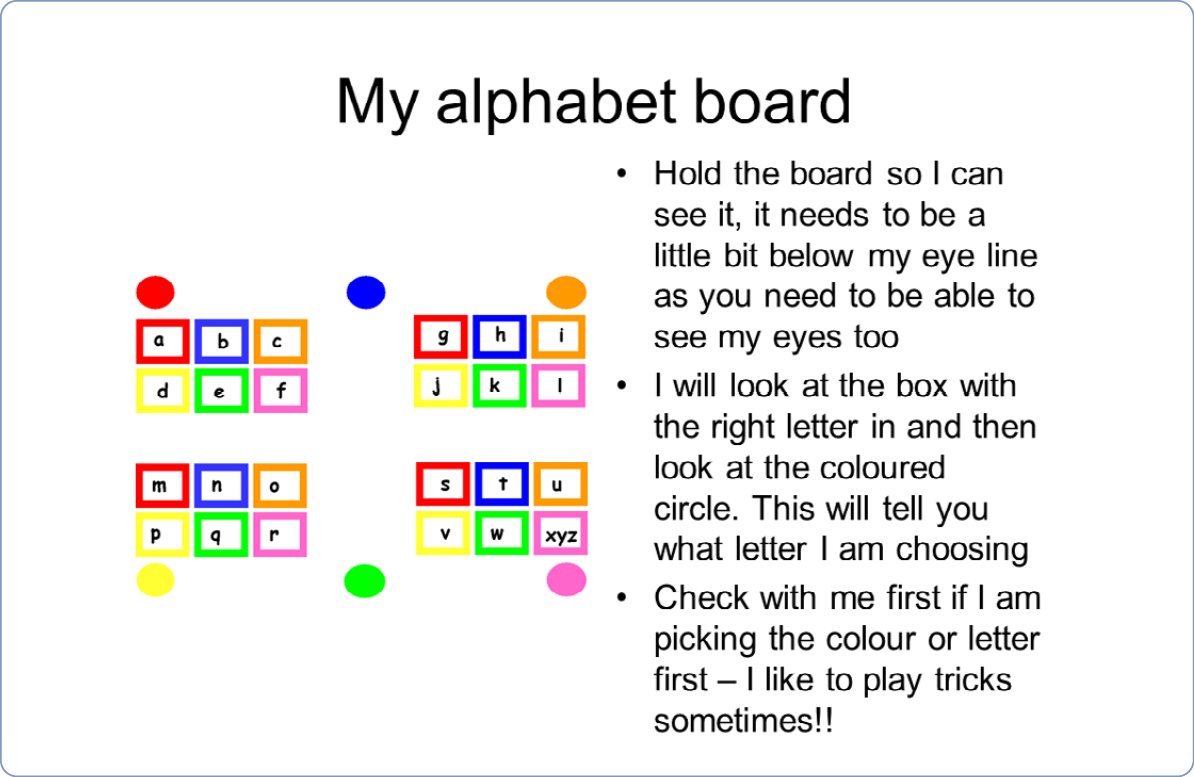 My alphabet board
a b c
d e f
g h i
j k l
m n o
p q r
s t u
v w xyz
• Hold the board so I can
see it, it needs to be a
little bit below my eye line
as you need to be able to
see my eyes too
• I will look at the box with
the right letter in and then
look at the coloured
circle. This will tell you
what letter I am choosing
• Check with me first if I am
picking the colour or letter
first – I like to play tricks
sometimes!!